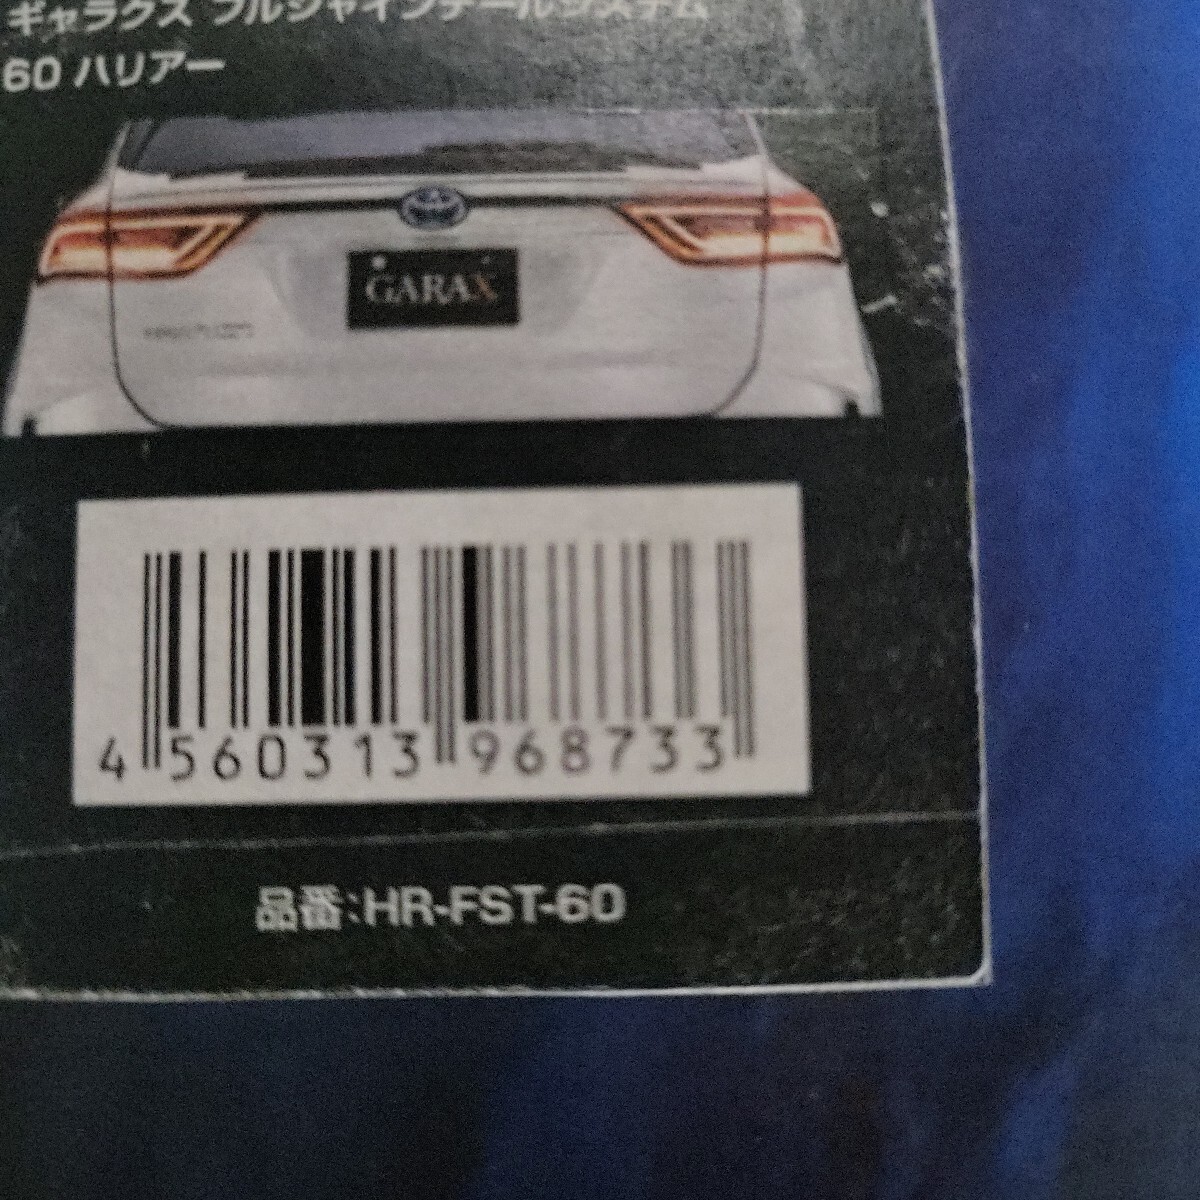 ギャラクス フルシャインテールシステム
60 ハリアー
GARAX
4 560313 968733
品番:HR-FST-60